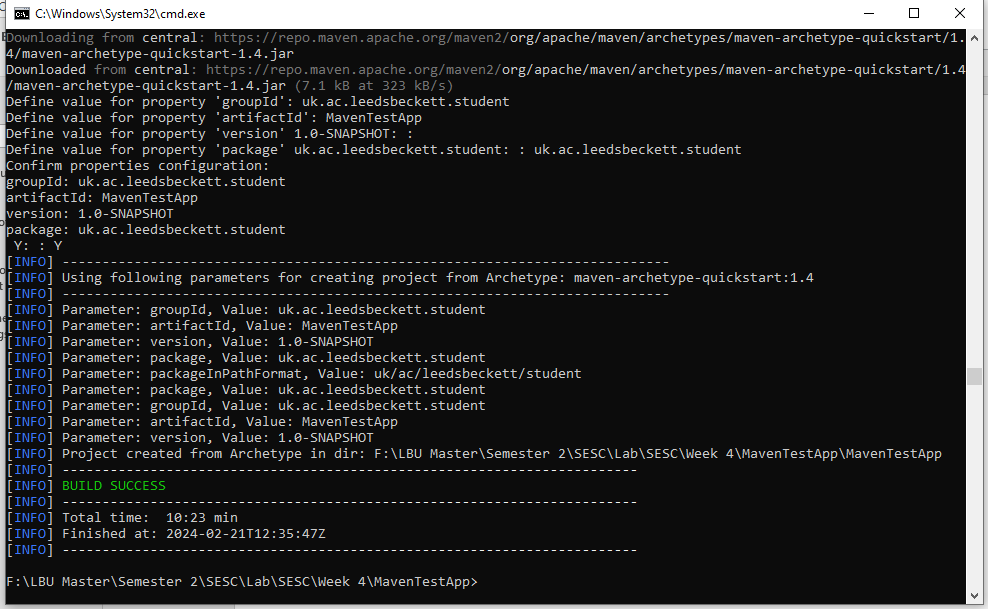 C:\Windows\System32\cmd.exe
Downloading from central: https://repo.maven.apache.org/maven2/org/apache/maven/archetypes/maven-archetype-quickstart/1.
4/maven-archetype-quickstart-1.4.jar
Downloaded from central: https://repo.maven.apache.org/maven2/org/apache/maven/archetypes/maven-archetype-quickstart/1.4
/maven-archetype-quickstart-1.4.jar (7.1 kB at 323 kB/s)
Define value for property 'groupId': uk.ac.leedsbeckett.student
Define value for property 'artifactId': MavenTestApp
Define value for property 'version' 1.0-SNAPSHOT: :
Define value for property 'package' uk.ac.leedsbeckett.student: : uk.ac.leedsbeckett.student
Confirm properties configuration:
groupId: uk.ac.leedsbeckett.student
artifactId: MavenTestApp
version: 1.0-SNAPSHOT
package: uk.ac.leedsbeckett.student
 Y: : Y
[INFO] ----------------------------------------------------------------------------
[INFO] Using following parameters for creating project from Archetype: maven-archetype-quickstart:1.4
[INFO] ----------------------------------------------------------------------------
[INFO] Parameter: groupId, Value: uk.ac.leedsbeckett.student
[INFO] Parameter: artifactId, Value: MavenTestApp
[INFO] Parameter: version, Value: 1.0-SNAPSHOT
[INFO] Parameter: package, Value: uk.ac.leedsbeckett.student
[INFO] Parameter: packageInPathFormat, Value: uk/ac/leedsbeckett/student
[INFO] Parameter: package, Value: uk.ac.leedsbeckett.student
[INFO] Parameter: groupId, Value: uk.ac.leedsbeckett.student
[INFO] Parameter: artifactId, Value: MavenTestApp
[INFO] Parameter: version, Value: 1.0-SNAPSHOT
[INFO] Project created from Archetype in dir: F:\LBU Master\Semester 2\SESC\Lab\SESC\Week 4\MavenTestApp\MavenTestApp
[INFO] ------------------------------------------------------------------------
[INFO] BUILD SUCCESS
[INFO] ------------------------------------------------------------------------
[INFO] Total time:  10:23 min
[INFO] Finished at: 2024-02-21T12:35:47Z
[INFO] ------------------------------------------------------------------------
F:\LBU Master\Semester 2\SESC\Lab\SESC\Week 4\MavenTestApp>